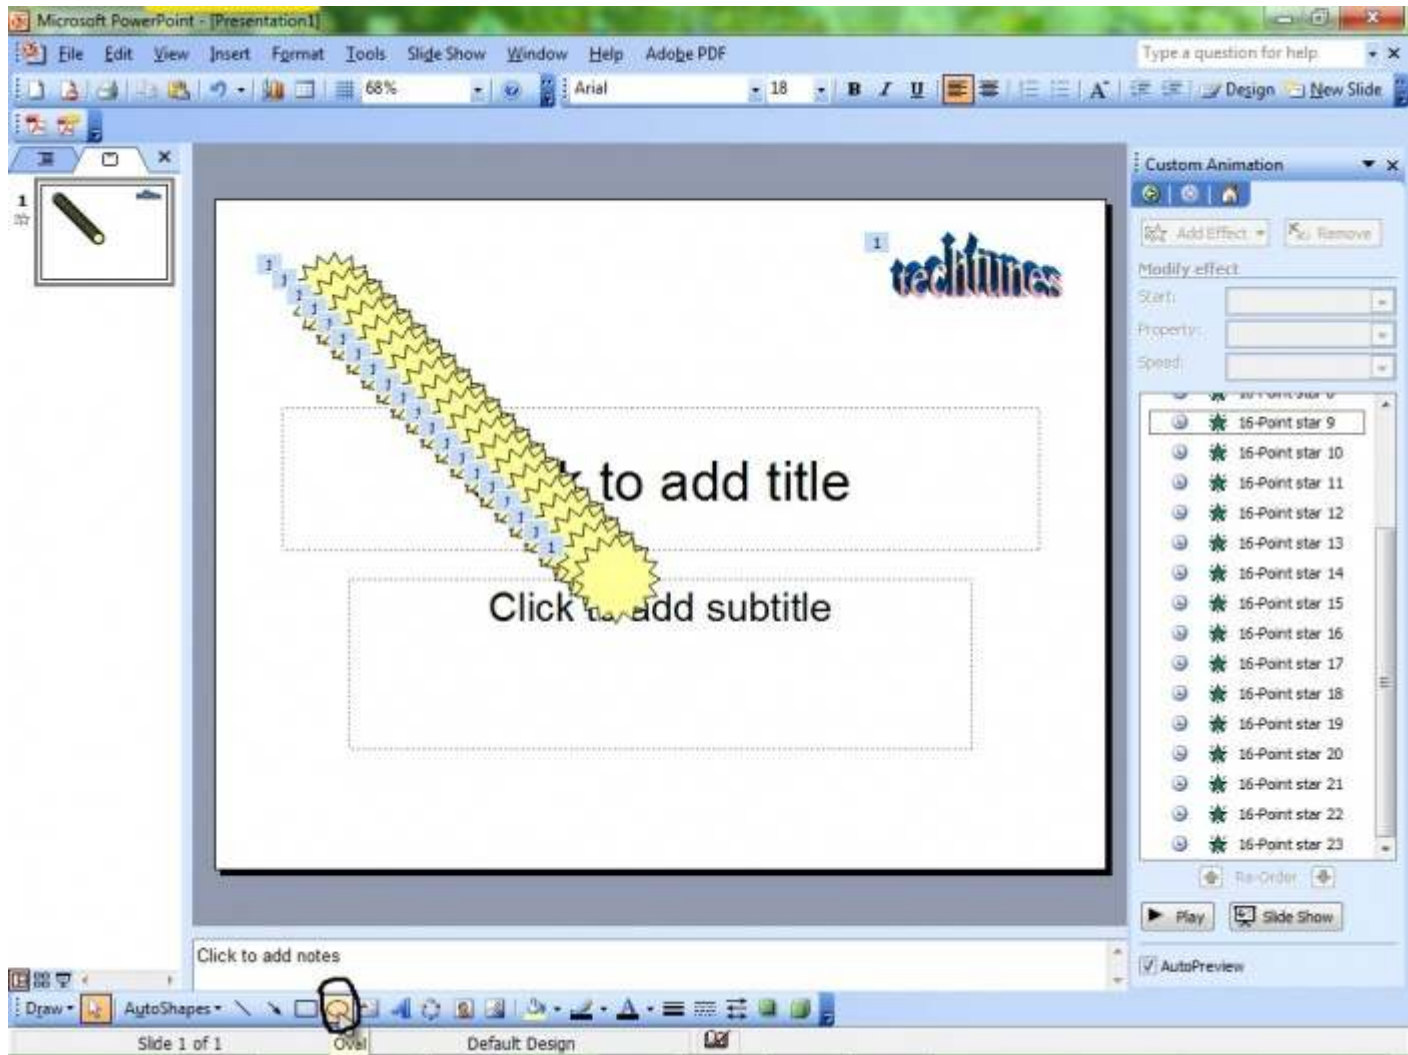 Microsoft PowerPoint - [Presentation1]
File Edit View Insert Format Tools Slide Show Window Help Adobe PDF Type a question for help
68% Arial 18 B I U A Design New Slide
Custom Animation
1
Add Effect Remove
1 techtunes
Modify effect
Start:
Property:
Speed:
16-Point star 9
16-Point star 10
16-Point star 11
to add title
16-Point star 12
16-Point star 13
16-Point star 14
Click to add subtitle
16-Point star 15
16-Point star 16
16-Point star 17
16-Point star 18
16-Point star 19
16-Point star 20
16-Point star 21
16-Point star 22
16-Point star 23
Re-Order
Play Slide Show
Click to add notes
AutoPreview
Draw AutoShapes A
Slide 1 of 1 Oval Default Design